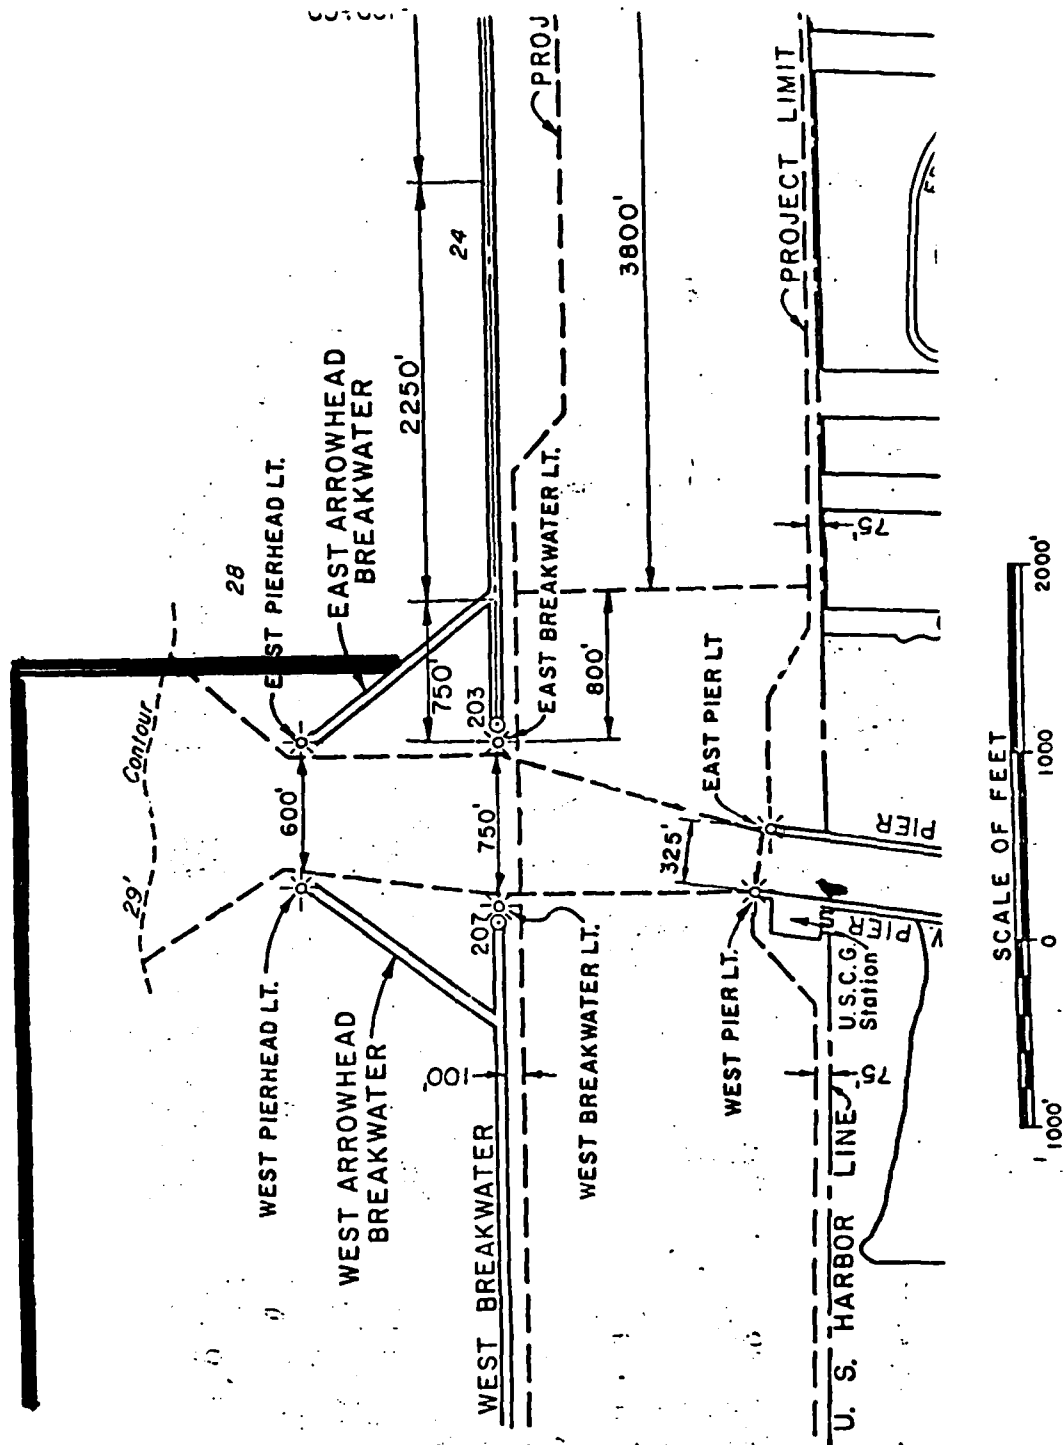 29' Contour
28
EAST PIERHEAD LT.
EAST ARROWHEAD
BREAKWATER
2250'
24
PROJ
3800'
PROJECT LIMIT
600'
750'
203
EAST BREAKWATER LT.
800'
75'
WEST PIERHEAD LT.
750'
207
WEST BREAKWATER LT.
EAST PIER LT
325'
PIER
WEST ARROWHEAD
BREAKWATER
100'
WEST BREAKWATER
WEST PIER LT.
PIER
U.S.C.G.
Station
75'
U. S. HARBOR LINE
SCALE OF FEET
1000' 0 1000 2000'